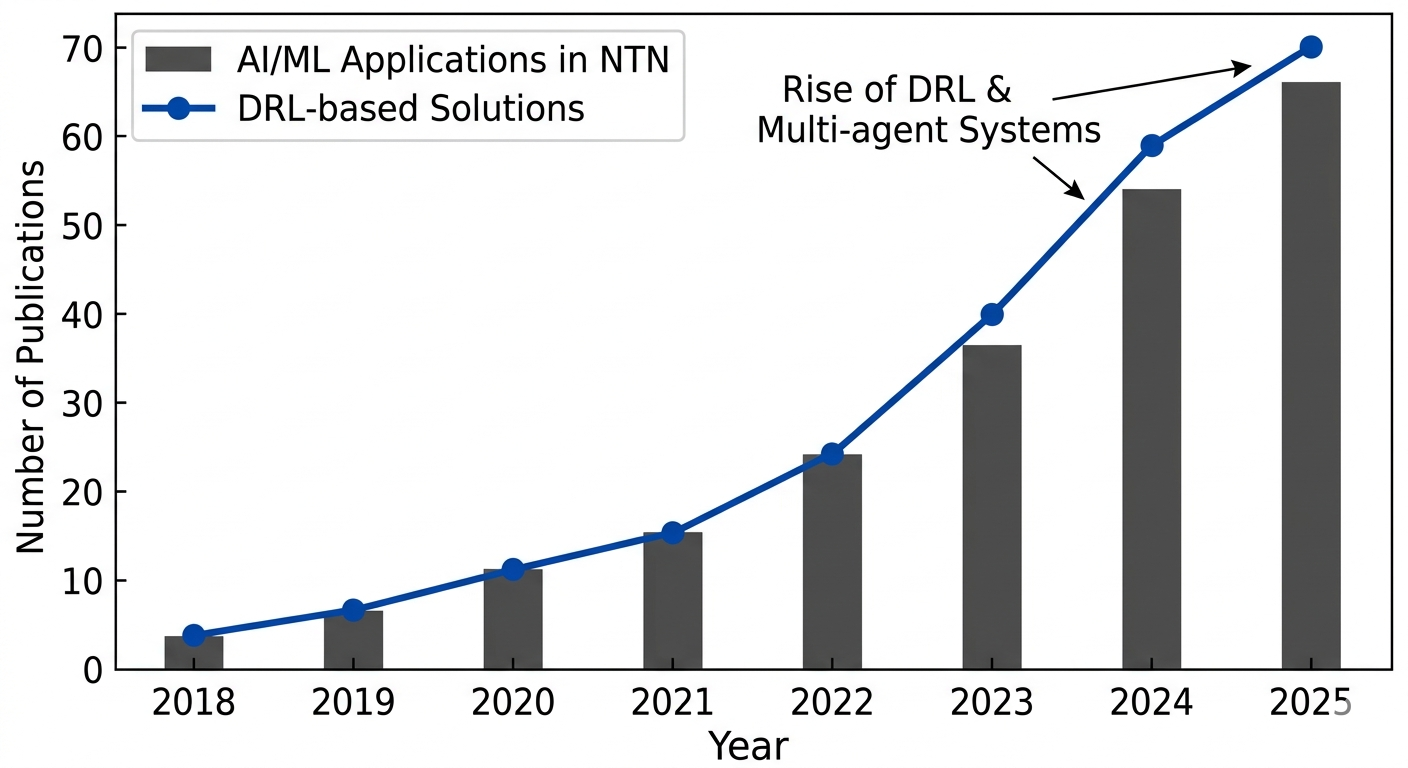 AI/ML Applications in NTN
DRL-based Solutions
Rise of DRL &
Multi-agent Systems
Number of Publications
70
60
50
40
30
20
10
0
2018 2019 2020 2021 2022 2023 2024 2025
Year